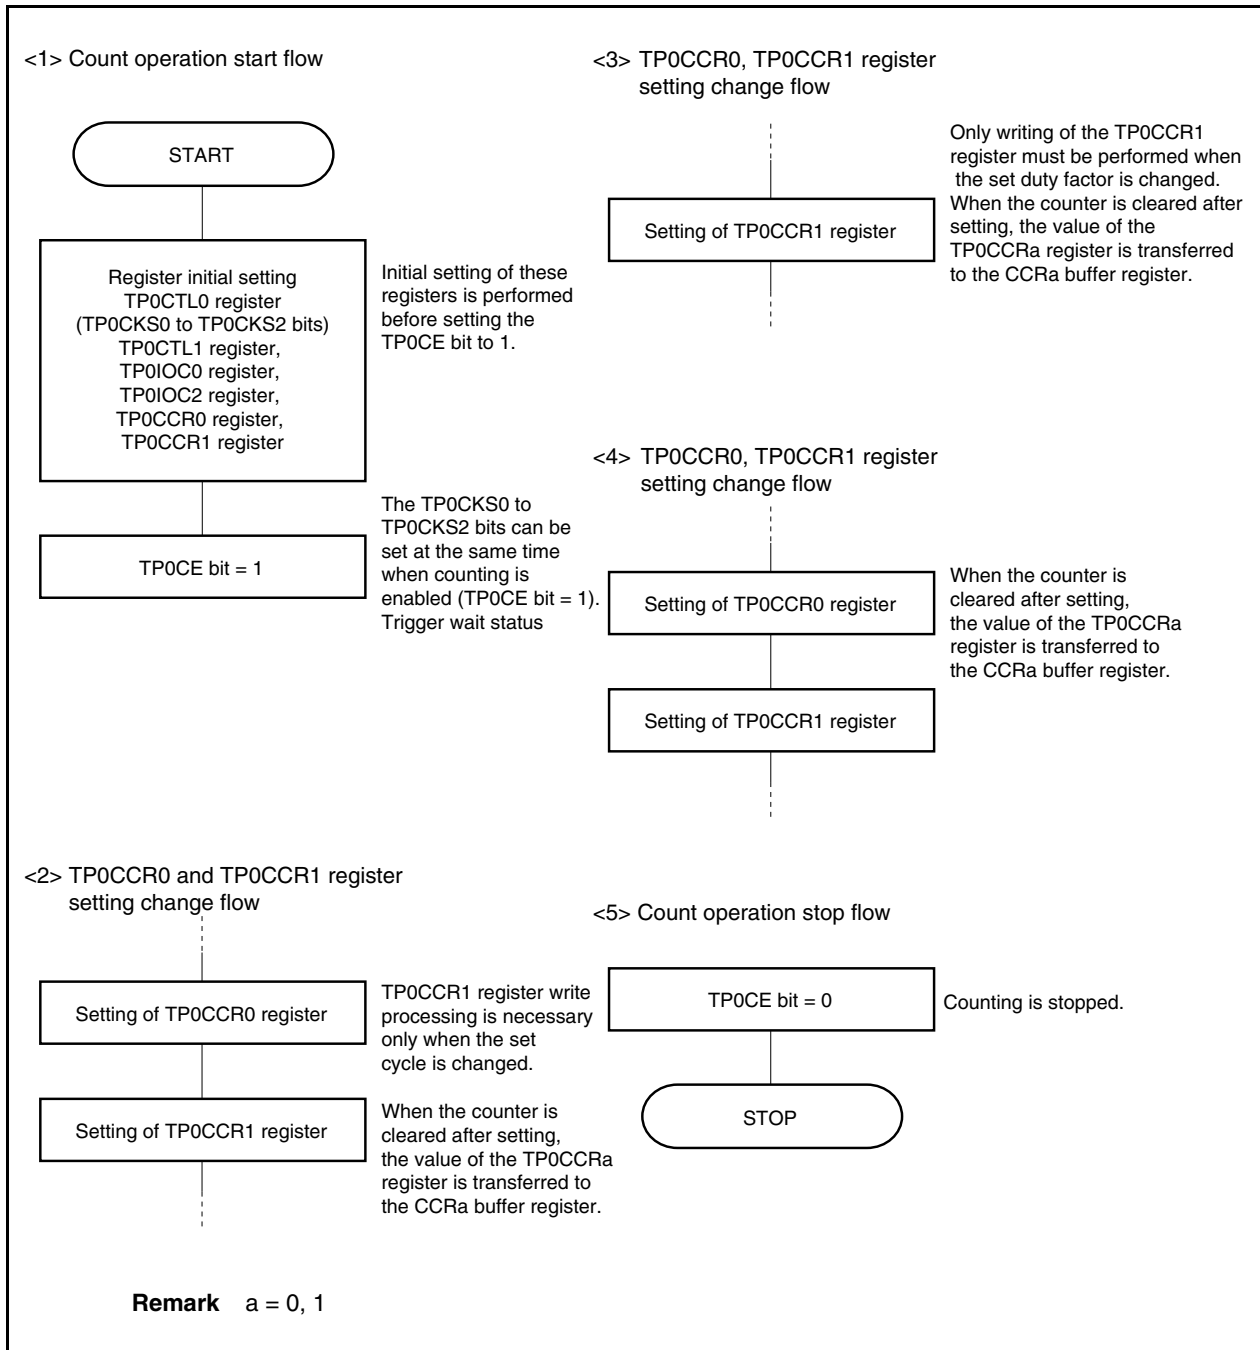 <1> Count operation start flow
START
Register initial setting
TP0CTL0 register
(TP0CKS0 to TP0CKS2 bits)
TP0CTL1 register,
TP0IOC0 register,
TP0IOC2 register,
TP0CCR0 register,
TP0CCR1 register
Initial setting of these
registers is performed
before setting the
TP0CE bit to 1.
TP0CE bit = 1
The TP0CKS0 to
TP0CKS2 bits can be
set at the same time
when counting is
enabled (TP0CE bit = 1).
Trigger wait status
<2> TP0CCR0 and TP0CCR1 register
setting change flow
Setting of TP0CCR0 register
TP0CCR1 register write
processing is necessary
only when the set
cycle is changed.
Setting of TP0CCR1 register
When the counter is
cleared after setting,
the value of the TP0CCRa
register is transferred to
the CCRa buffer register.
<3> TP0CCR0, TP0CCR1 register
setting change flow
Setting of TP0CCR1 register
Only writing of the TP0CCR1
register must be performed when
the set duty factor is changed.
When the counter is cleared after
setting, the value of the
TP0CCRa register is transferred
to the CCRa buffer register.
<4> TP0CCR0, TP0CCR1 register
setting change flow
Setting of TP0CCR0 register
When the counter is
cleared after setting,
the value of the TP0CCRa
register is transferred to
the CCRa buffer register.
Setting of TP0CCR1 register
<5> Count operation stop flow
TP0CE bit = 0
Counting is stopped.
STOP
Remark a = 0, 1